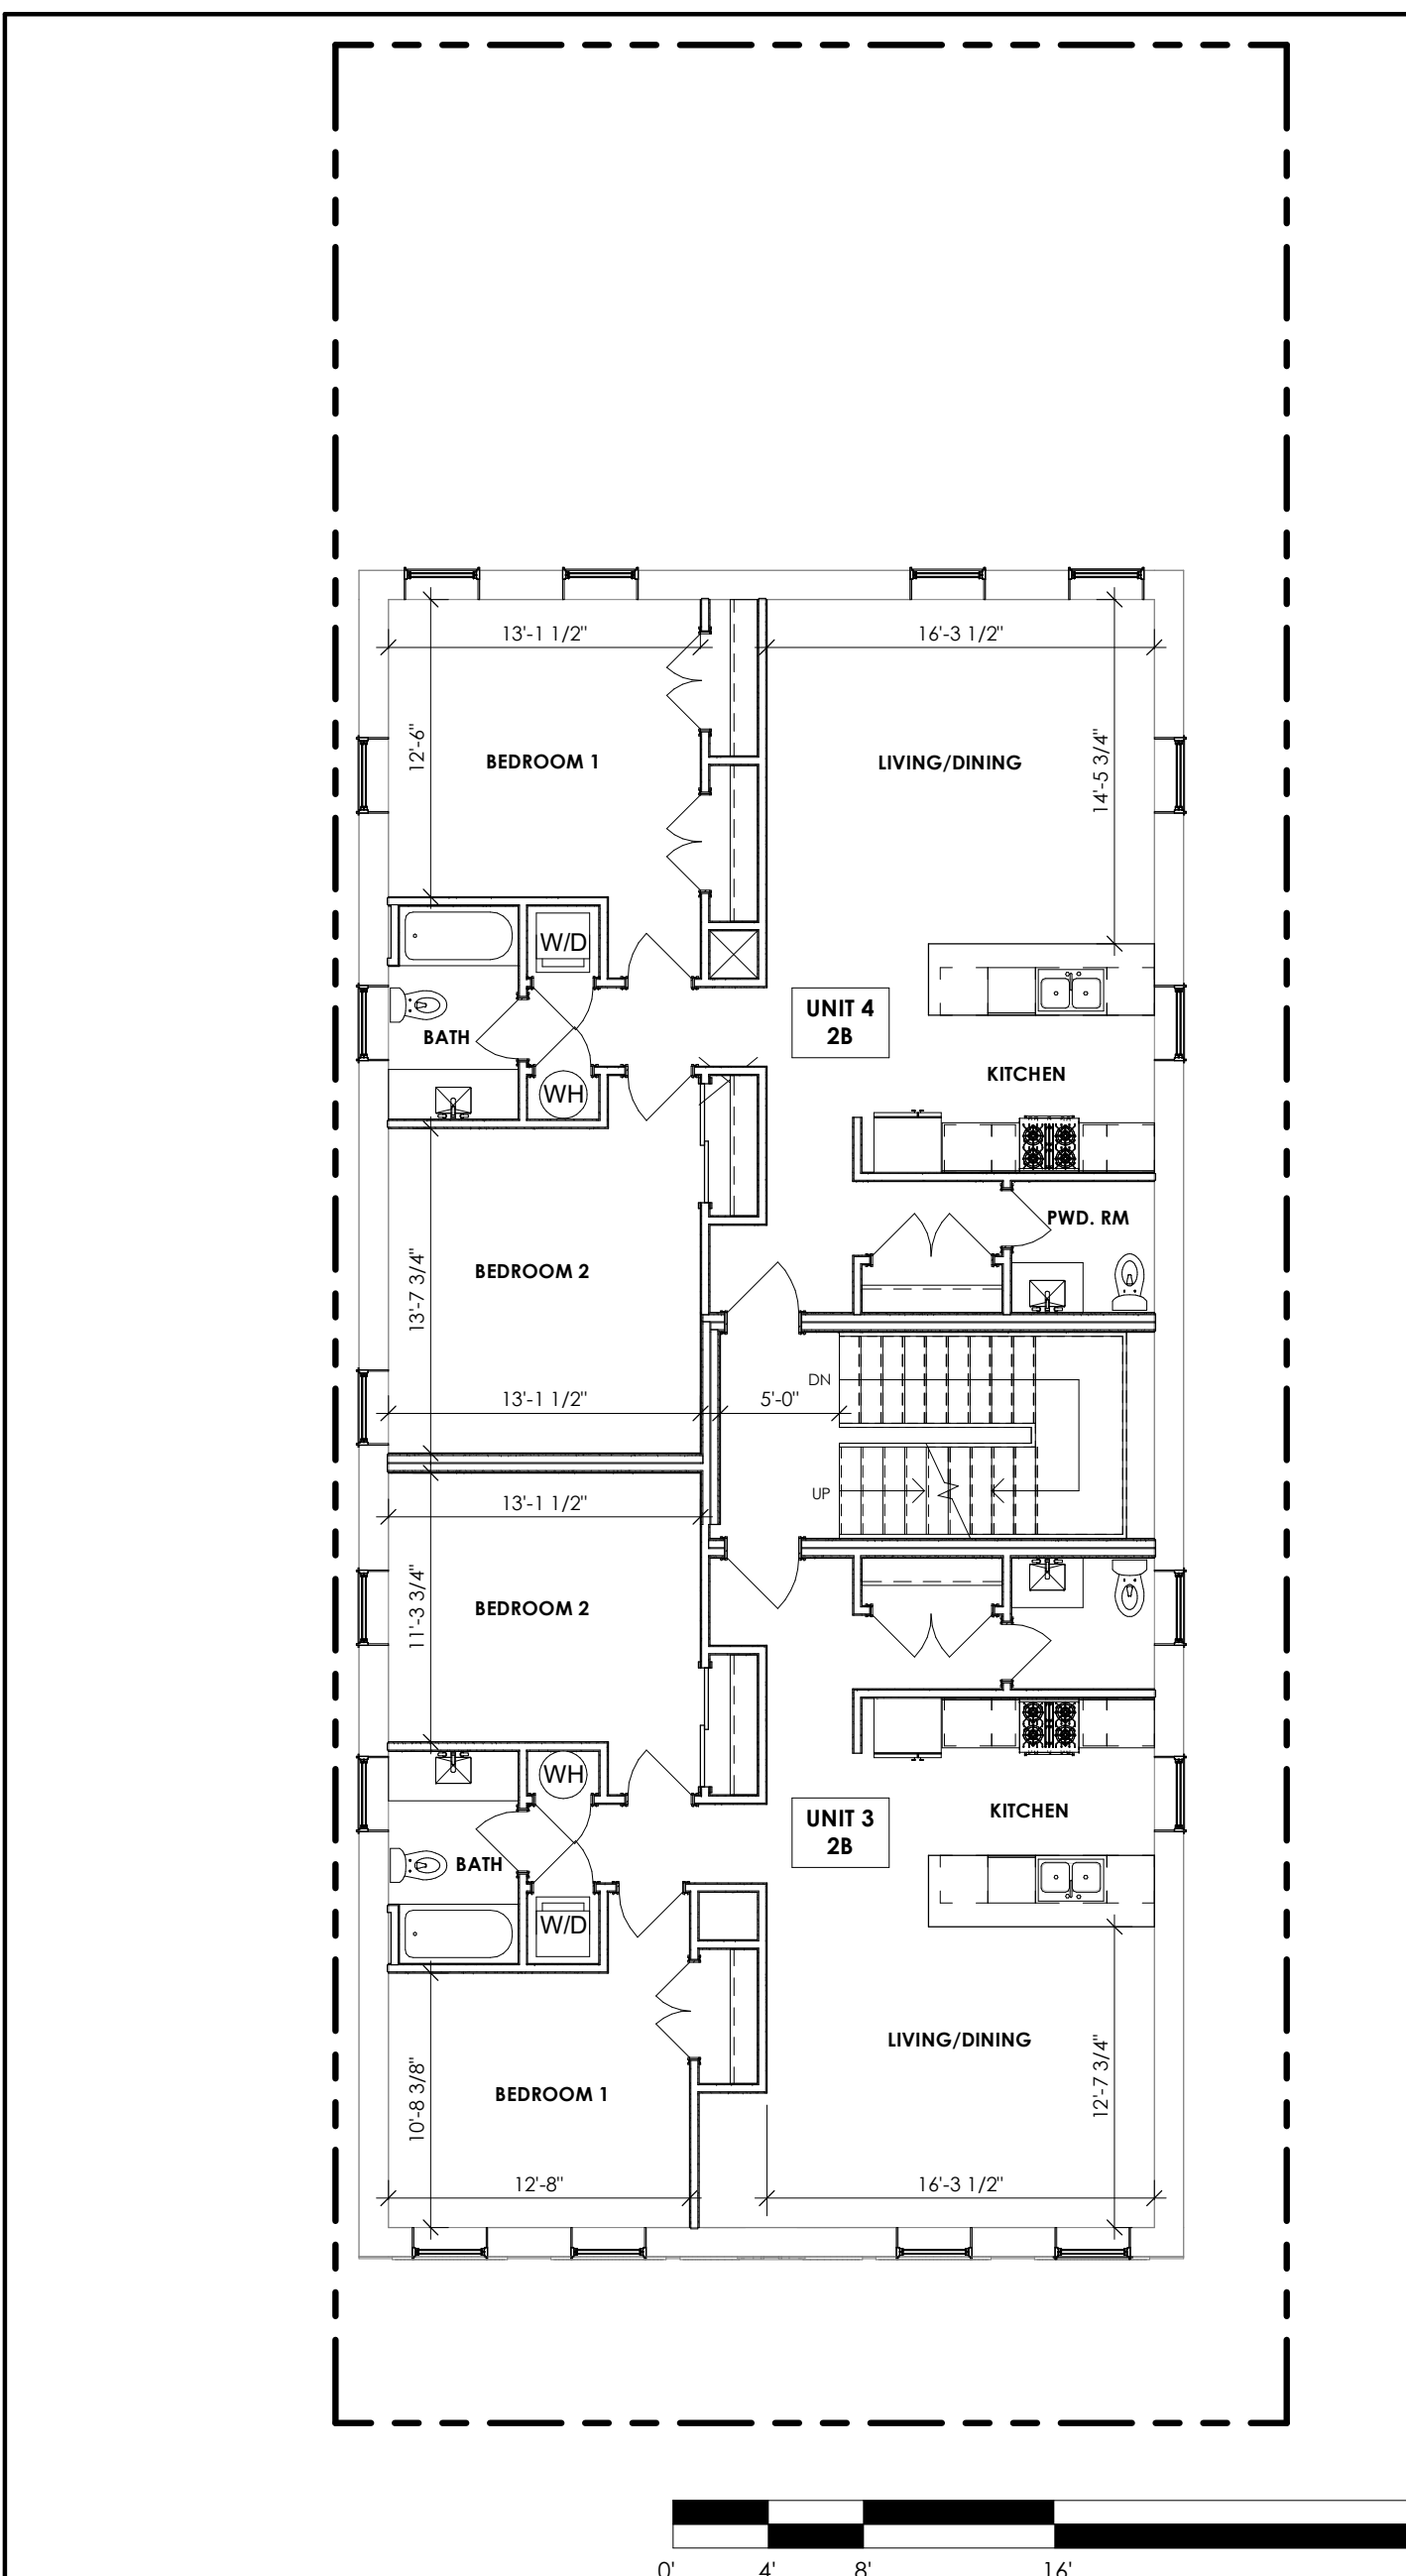 13'-1 1/2"
16'-3 1/2"
12'-6"
BEDROOM 1
LIVING/DINING
14'-5 3/4"
W/D
UNIT 4
2B
BATH
KITCHEN
WH
PWD. RM
BEDROOM 2
13'-7 3/4"
DN
13'-1 1/2"
5'-0"
UP
13'-1 1/2"
11'-3 3/4"
BEDROOM 2
WH
UNIT 3
2B
KITCHEN
BATH
W/D
LIVING/DINING
12'-7 3/4"
10'-8 3/8"
BEDROOM 1
12'-8"
16'-3 1/2"
0'
4'
8'
16'